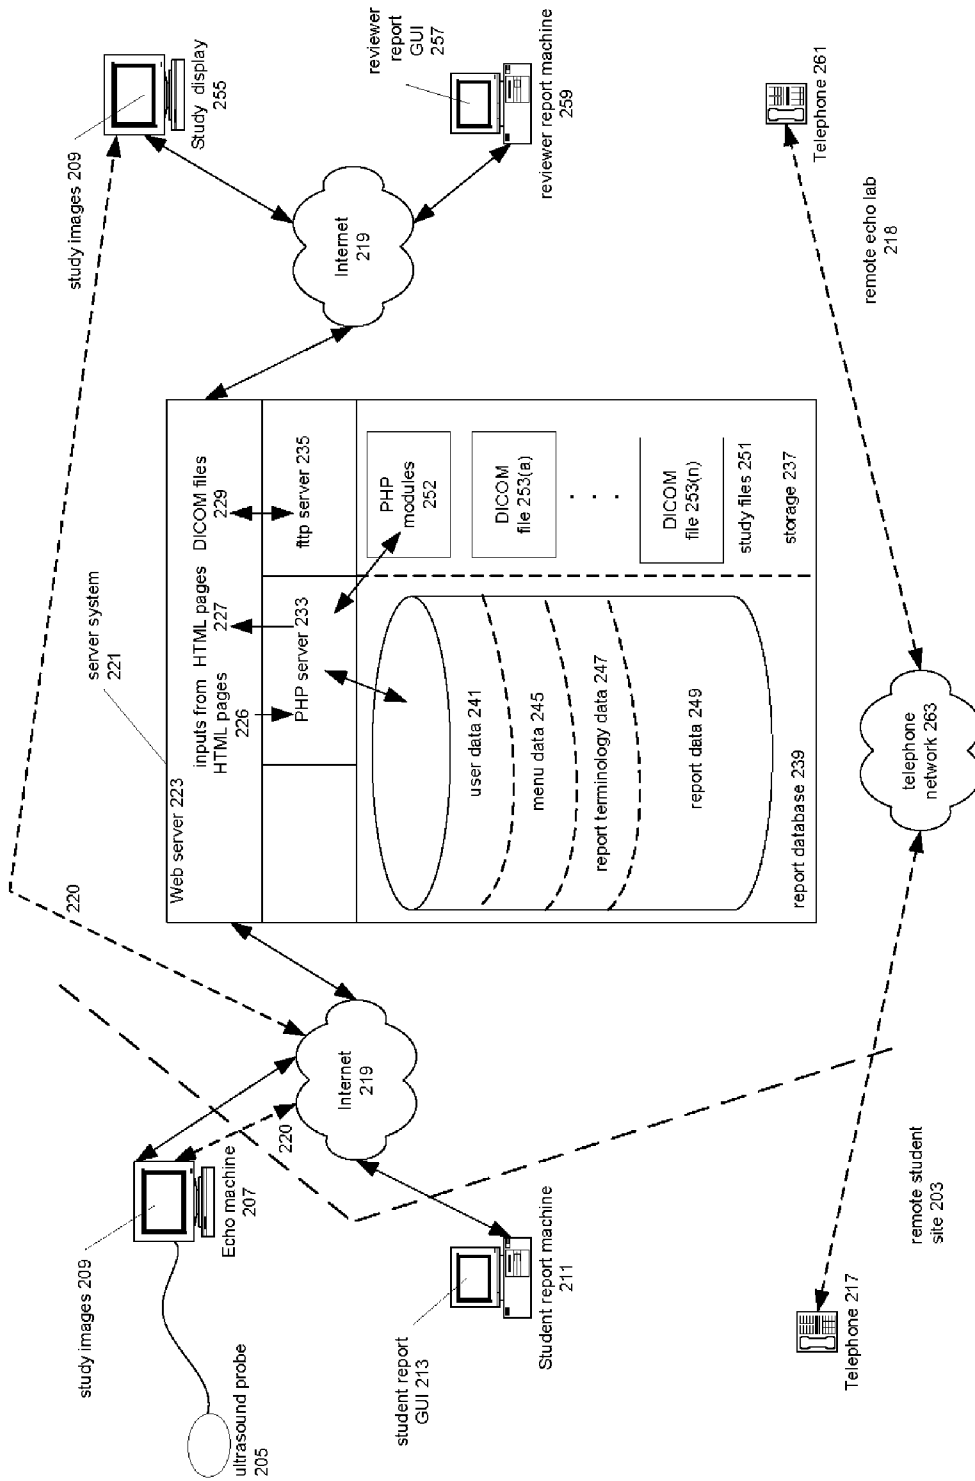 ultrasound probe
205
study images 209
Echo machine
207
220
student report
GUI 213
Student report machine
211
Telephone 217
remote student
site 203
Internet
219
220
server system
221
Web server 223
inputs from
HTML pages
226
HTML pages
227
DICOM files
229
PHP server 233
fttp server 235
user data 241
menu data 245
report terminology data 247
report data 249
report database 239
PHP
modules
252
DICOM
file 253(a)
. . . .
DICOM
file 253(n)
study files 251
storage 237
telephone
network 263
study images 209
Study display
255
Internet
219
reviewer
report
GUI
257
reviewer report machine
259
remote echo lab
218
Telephone 261